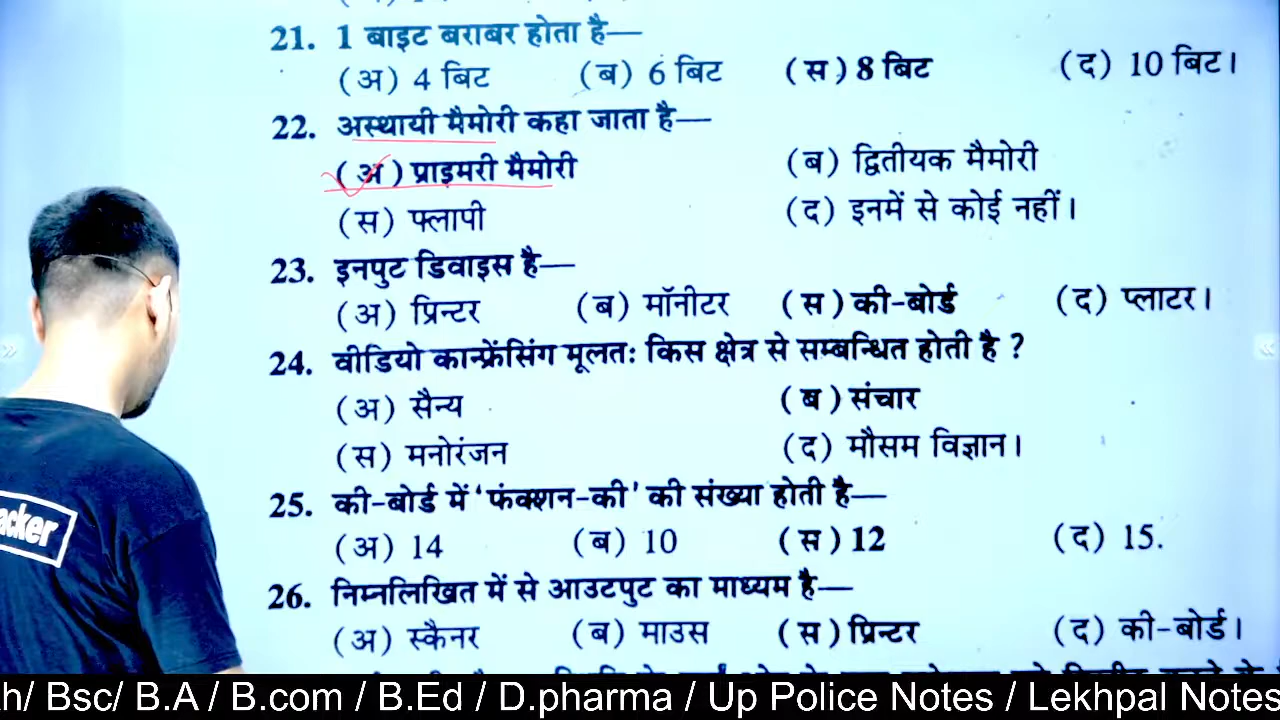 21. 1 बाइट बराबर होता है—
(अ) 4 बिट (ब) 6 बिट (स) 8 बिट (द) 10 बिट।
22. अस्थायी मैमोरी कहा जाता है—
(अ) प्राइमरी मैमोरी (ब) द्वितीयक मैमोरी
(स) फ्लापी (द) इनमें से कोई नहीं।
23. इनपुट डिवाइस है—
(अ) प्रिन्टर (ब) मॉनीटर (स) की-बोर्ड (द) प्लाटर।
24. वीडियो कान्फ्रेंसिंग मूलतः किस क्षेत्र से सम्बन्धित होती है ?
(अ) सैन्य (ब) संचार
(स) मनोरंजन (द) मौसम विज्ञान।
25. की-बोर्ड में 'फंक्शन-की' की संख्या होती है—
(अ) 14 (ब) 10 (स) 12 (द) 15.
26. निम्नलिखित में से आउटपुट का माध्यम है—
(अ) स्कैनर (ब) माउस (स) प्रिन्टर (द) की-बोर्ड।
acker
h/ Bsc/ B.A / B.com / B.Ed / D.pharma / Up Police Notes / Lekhpal Notes